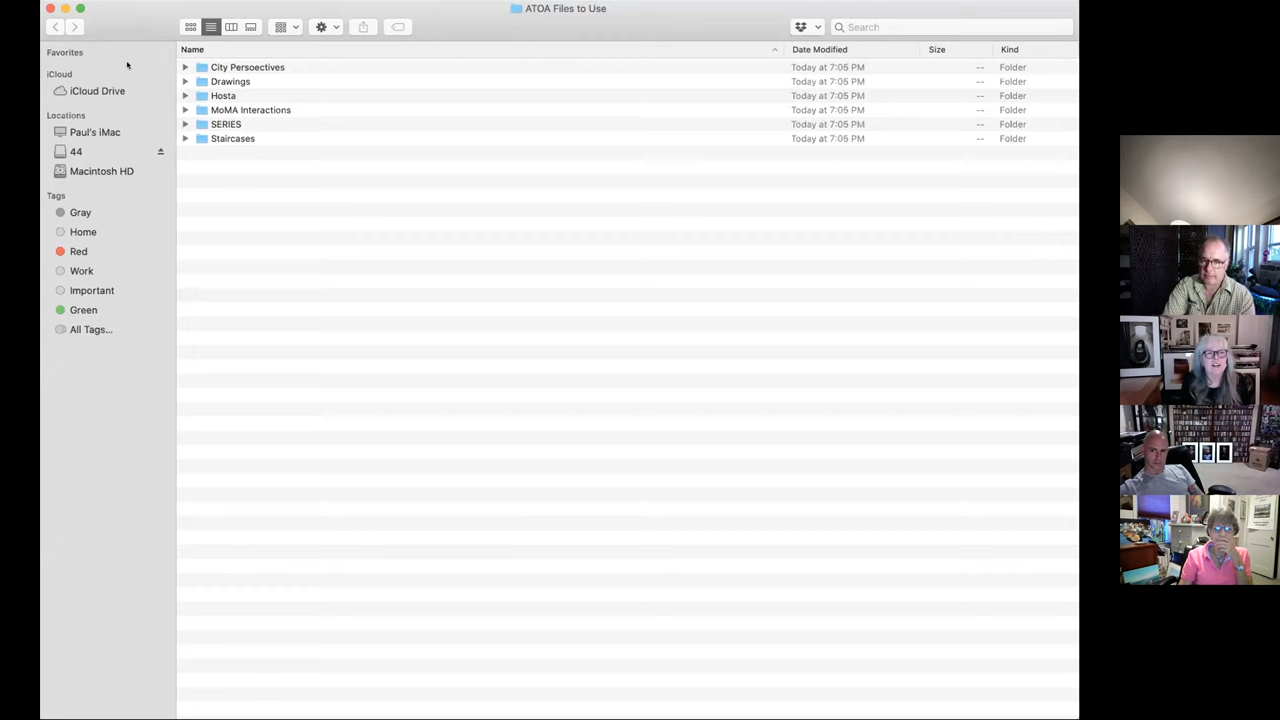 ATOA Files to Use
Search
Favorites
iCloud
iCloud Drive
Locations
Paul's iMac
44
Macintosh HD
Tags
Gray
Home
Red
Work
Important
Green
All Tags...
Name Date Modified Size Kind
City Persoectives Today at 7:05 PM -- Folder
Drawings Today at 7:05 PM -- Folder
Hosta Today at 7:05 PM -- Folder
MoMA Interactions Today at 7:05 PM -- Folder
SERIES Today at 7:05 PM -- Folder
Staircases Today at 7:05 PM -- Folder